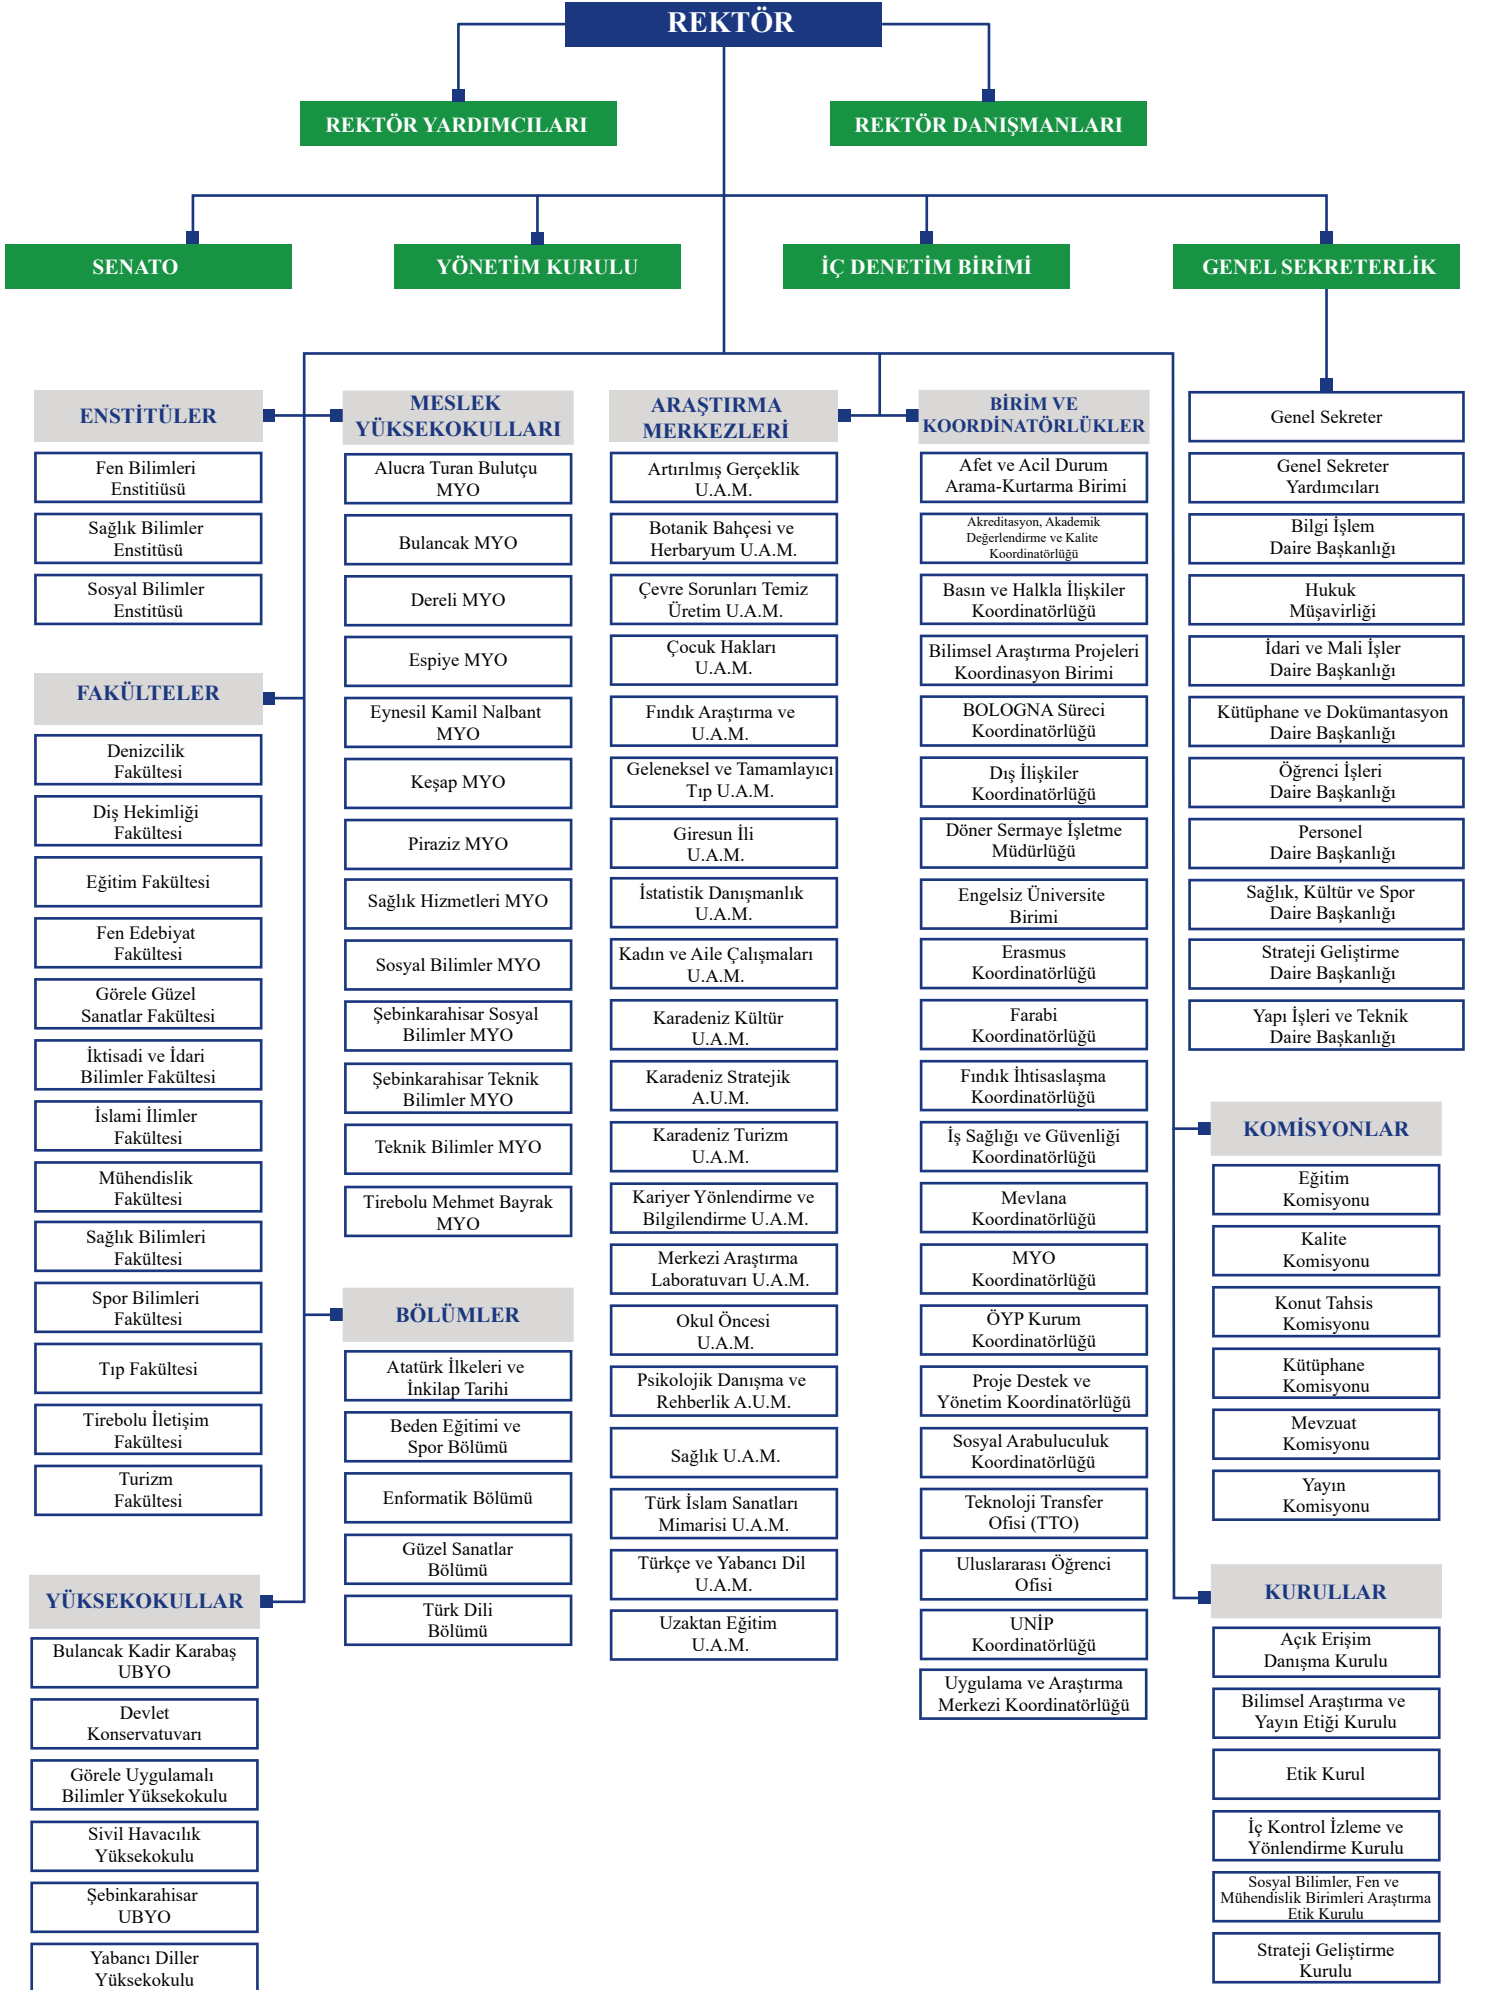 REKTÖR
REKTÖR YARDIMCILARI
REKTÖR DANIŞMANLARI
SENATO
YÖNETİM KURULU
İÇ DENETİM BİRİMİ
GENEL SEKRETERLİK
ENSTİTÜLER
Fen Bilimleri
Enstitiüsü
Sağlık Bilimler
Enstitüsü
Sosyal Bilimler
Enstitüsü
FAKÜLTELER
Denizcilik
Fakültesi
Diş Hekimliği
Fakültesi
Eğitim Fakültesi
Fen Edebiyat
Fakültesi
Görele Güzel
Sanatlar Fakültesi
İktisadi ve İdari
Bilimler Fakültesi
İslami İlimler
Fakültesi
Mühendislik
Fakültesi
Sağlık Bilimleri
Fakültesi
Spor Bilimleri
Fakültesi
Tıp Fakültesi
Tirebolu İletişim
Fakültesi
Turizm
Fakültesi
YÜKSEKOKULLAR
Bulancak Kadir Karabaş
UBYO
Devlet
Konservatuvarı
Görele Uygulamalı
Bilimler Yüksekokulu
Sivil Havacılık
Yüksekokulu
Şebinkarahisar
UBYO
Yabancı Diller
Yüksekokulu
MESLEK
YÜKSEKOKULLARI
Alucra Turan Bulutçu
MYO
Bulancak MYO
Dereli MYO
Espiye MYO
Eynesil Kamil Nalbant
MYO
Keşap MYO
Piraziz MYO
Sağlık Hizmetleri MYO
Sosyal Bilimler MYO
Şebinkarahisar Sosyal
Bilimler MYO
Şebinkarahisar Teknik
Bilimler MYO
Teknik Bilimler MYO
Tirebolu Mehmet Bayrak
MYO
BÖLÜMLER
Atatürk İlkeleri ve
İnkilap Tarihi
Beden Eğitimi ve
Spor Bölümü
Enformatik Bölümü
Güzel Sanatlar
Bölümü
Türk Dili
Bölümü
ARAŞTIRMA
MERKEZLERİ
Artırılmış Gerçeklik
U.A.M.
Botanik Bahçesi ve
Herbaryum U.A.M.
Çevre Sorunları Temiz
Üretim U.A.M.
Çocuk Hakları
U.A.M.
Fındık Araştırma ve
U.A.M.
Geleneksel ve Tamamlayıcı
Tıp U.A.M.
Giresun İli
U.A.M.
İstatistik Danışmanlık
U.A.M.
Kadın ve Aile Çalışmaları
U.A.M.
Karadeniz Kültür
U.A.M.
Karadeniz Stratejik
A.U.M.
Karadeniz Turizm
U.A.M.
Kariyer Yönlendirme ve
Bilgilendirme U.A.M.
Merkezi Araştırma
Laboratuvarı U.A.M.
Okul Öncesi
U.A.M.
Psikolojik Danışma ve
Rehberlik A.U.M.
Sağlık U.A.M.
Türk İslam Sanatları
Mimarisi U.A.M.
Türkçe ve Yabancı Dil
U.A.M.
Uzaktan Eğitim
U.A.M.
BİRİM VE
KOORDİNATÖRLÜKLER
Afet ve Acil Durum
Arama-Kurtarma Birimi
Akreditasyon, Akademik
Değerlendirme ve Kalite
Koordinatörlüğü
Basın ve Halkla İlişkiler
Koordinatörlüğü
Bilimsel Araştırma Projeleri
Koordinasyon Birimi
BOLOGNA Süreci
Koordinatörlüğü
Dış İlişkiler
Koordinatörlüğü
Döner Sermaye İşletme
Müdürlüğü
Engelsiz Üniversite
Birimi
Erasmus
Koordinatörlüğü
Farabi
Koordinatörlüğü
Fındık İhtisaslaşma
Koordinatörlüğü
İş Sağlığı ve Güvenliği
Koordinatörlüğü
Mevlana
Koordinatörlüğü
MYO
Koordinatörlüğü
ÖYP Kurum
Koordinatörlüğü
Proje Destek ve
Yönetim Koordinatörlüğü
Sosyal Arabuluculuk
Koordinatörlüğü
Teknoloji Transfer
Ofisi (TTO)
Uluslararası Öğrenci
Ofisi
UNİP
Koordinatörlüğü
Uygulama ve Araştırma
Merkezi Koordinatörlüğü
Genel Sekreter
Genel Sekreter
Yardımcıları
Bilgi İşlem
Daire Başkanlığı
Hukuk
Müşavirliği
İdari ve Mali İşler
Daire Başkanlığı
Kütüphane ve Dokümantasyon
Daire Başkanlığı
Öğrenci İşleri
Daire Başkanlığı
Personel
Daire Başkanlığı
Sağlık, Kültür ve Spor
Daire Başkanlığı
Strateji Geliştirme
Daire Başkanlığı
Yapı İşleri ve Teknik
Daire Başkanlığı
KOMİSYONLAR
Eğitim
Komisyonu
Kalite
Komisyonu
Konut Tahsis
Komisyonu
Kütüphane
Komisyonu
Mevzuat
Komisyonu
Yayın
Komisyonu
KURULLAR
Açık Erişim
Danışma Kurulu
Bilimsel Araştırma ve
Yayın Etiği Kurulu
Etik Kurul
İç Kontrol İzleme ve
Yönlendirme Kurulu
Sosyal Bilimler, Fen ve
Mühendislik Birimleri Araştırma
Etik Kurulu
Strateji Geliştirme
Kurulu